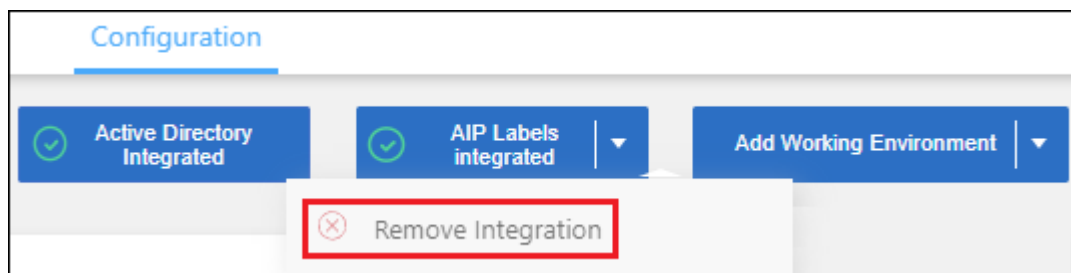 Configuration
Active Directory
Integrated
AIP Labels
integrated
Add Working Environment
Remove Integration